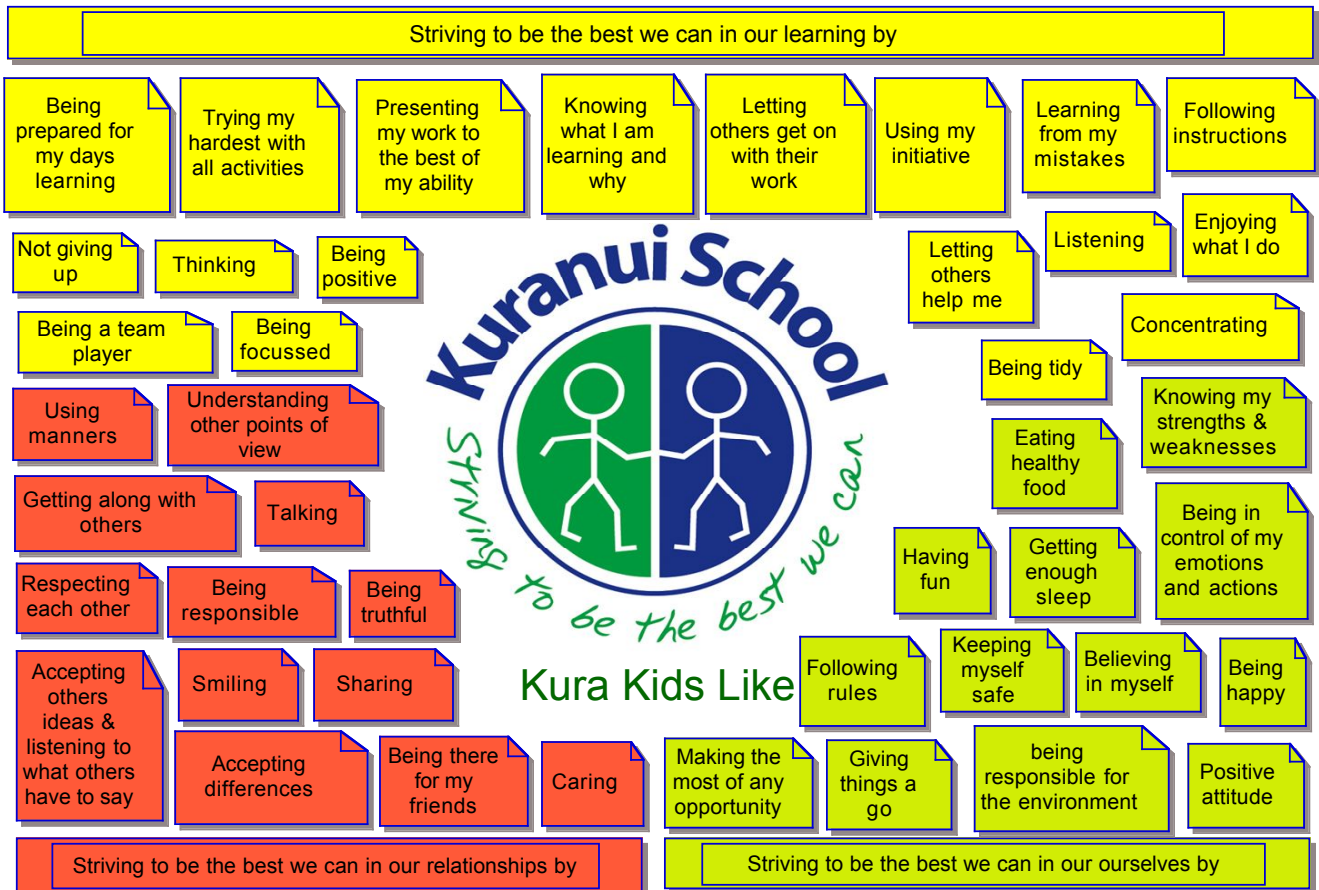 Striving to be the best we can in our learning by
Being
prepared for
my days
learning
Trying my
hardest with
all activities
Presenting
my work to
the best of
my ability
Knowing
what I am
learning and
why
Letting
others get on
with their
work
Using my
initiative
Learning
from my
mistakes
Following
instructions
Not giving
up
Thinking
Being
positive
Letting
others
help me
Listening
Enjoying
what I do
Being a team
player
Being
focussed
Concentrating
Being tidy
Kuranui School
Striving to be the best we can
Kura Kids Like
Using
manners
Understanding
other points of
view
Getting along with
others
Talking
Respecting
each other
Being
responsible
Being
truthful
Accepting
others
ideas &
listening to
what others
have to say
Smiling
Sharing
Accepting
differences
Being there
for my
friends
Caring
Knowing my
strengths &
weaknesses
Eating
healthy
food
Being in
control of my
emotions
and actions
Having
fun
Getting
enough
sleep
Following
rules
Keeping
myself
safe
Believing
in myself
Being
happy
Making the
most of any
opportunity
Giving
things a
go
being
responsible for
the environment
Positive
attitude
Striving to be the best we can in our relationships by
Striving to be the best we can in our ourselves by